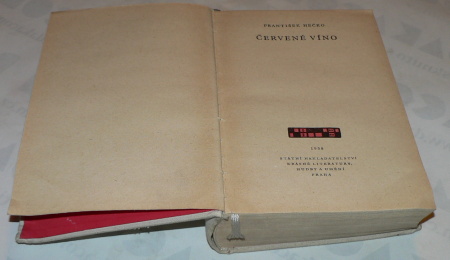 FRANTIŠEK HEČKO
ČERVENÉ VÍNO
1958
STÁTNÍ NAKLADATELSTVÍ
KRÁSNÉ LITERATURY,
HUDBY A UMĚNÍ
PRAHA